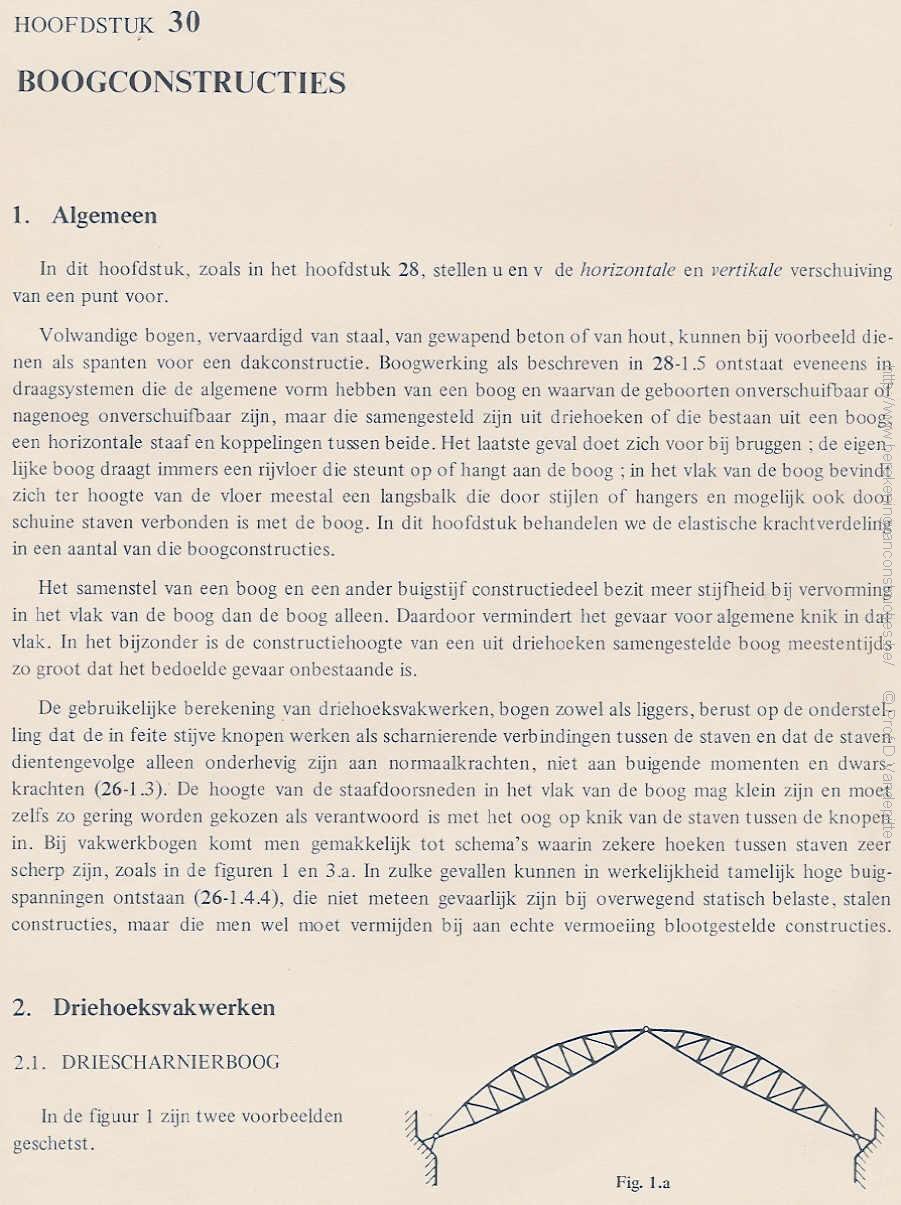 HOOFDSTUK 30
BOOGCONSTRUCTIES
1. Algemeen
In dit hoofdstuk, zoals in het hoofdstuk 28, stellen u en v de horizontale en vertikale verschuiving
van een punt voor.
Volwandige bogen, vervaardigd van staal, van gewapend beton of van hout, kunnen bij voorbeeld die-
nen als spanten voor een dakconstructie. Boogwerking als beschreven in 28-1.5 ontstaat eveneens in
draagsystemen die de algemene vorm hebben van een boog en waarvan de geboorten onverschuifbaar of
nagenoeg onverschuifbaar zijn, maar die samengesteld zijn uit driehoeken of die bestaan uit een boog,
een horizontale staaf en koppelingen tussen beide. Het laatste geval doet zich voor bij bruggen ; de eigen-
lijke boog draagt immers een rijvloer die steunt op of hangt aan de boog ; in het vlak van de boog bevindt
zich ter hoogte van de vloer meestal een langsbalk die door stijlen of hangers en mogelijk ook door
schuine staven verbonden is met de boog. In dit hoofdstuk behandelen we de elastische krachtverdeling
in een aantal van die boogconstructies.
Het samenstel van een boog en een ander buigstijf constructiedeel bezit meer stijfheid bij vervorming
in het vlak van de boog dan de boog alleen. Daardoor vermindert het gevaar voor algemene knik in dat
vlak. In het bijzonder is de constructiehoogte van een uit driehoeken samengestelde boog meestentijds
zo groot dat het bedoelde gevaar onbestaande is.
De gebruikelijke berekening van driehoeksvakwerken, bogen zowel als liggers, berust op de onderstel-
ling dat de in feite stijve knopen werken als scharnierende verbindingen tussen de staven en dat de staven
dientengevolge alleen onderhevig zijn aan normaalkrachten, niet aan buigende momenten en dwars-
krachten (26-1.3). De hoogte van de staafdoorsneden in het vlak van de boog mag klein zijn en moet
zelfs zo gering worden gekozen als verantwoord is met het oog op knik van de staven tussen de knopen
in. Bij vakwerkbogen komt men gemakkelijk tot schema's waarin zekere hoeken tussen staven zeer
scherp zijn, zoals in de figuren 1 en 3.a. In zulke gevallen kunnen in werkelijkheid tamelijk hoge buig-
spanningen ontstaan (26-1.4.4), die niet meteen gevaarlijk zijn bij overwegend statisch belaste, stalen
constructies, maar die men wel moet vermijden bij aan echte vermoeiing blootgestelde constructies.
2. Driehoeksvakwerken
2.1. DRIESCHARNIERBOOG
In de figuur 1 zijn twee voorbeelden
geschetst.
Fig. 1.a
http://www.berekeningvanconstructies.be/ © Prof D.Vandepitte